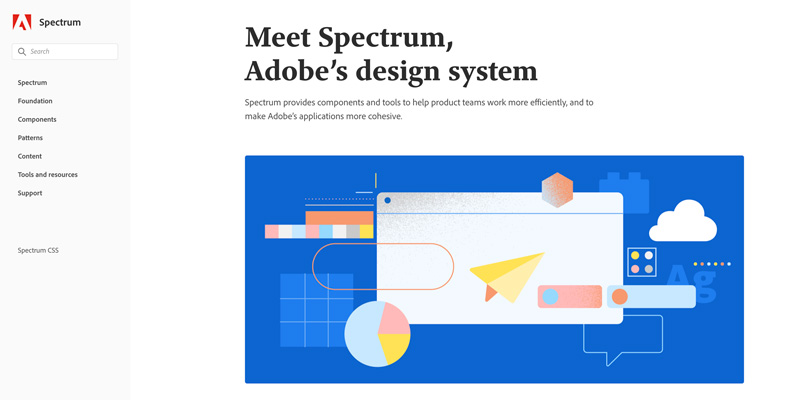 Spectrum
Search
Spectrum
Foundation
Components
Patterns
Content
Tools and resources
Support
Spectrum CSS
Meet Spectrum,
Adobe’s design system
Spectrum provides components and tools to help product teams work more efficiently, and to
make Adobe’s applications more cohesive.
Ag